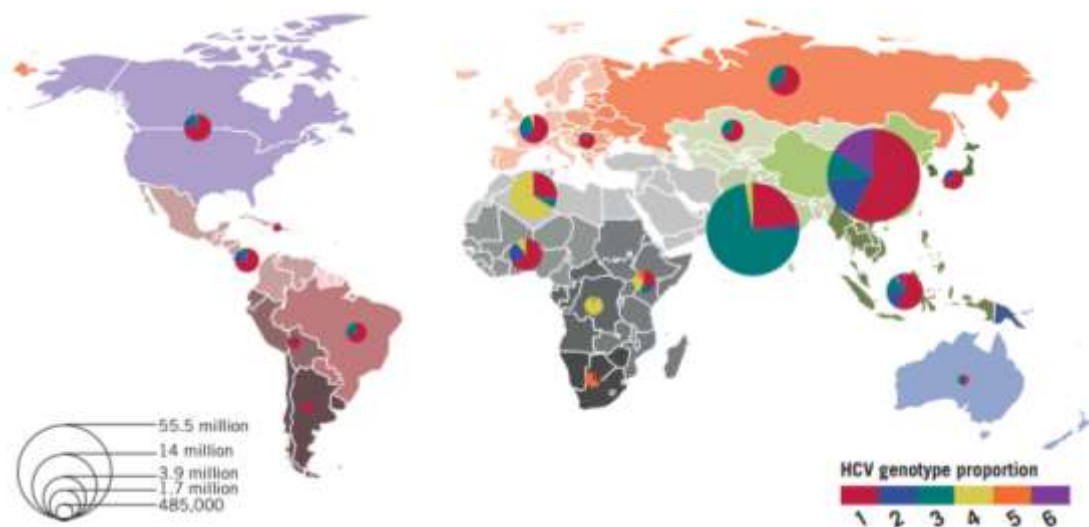 55.5 million
14 million
3.9 million
1.7 million
485,000
HCV genotype proportion
1 2 3 4 5 6